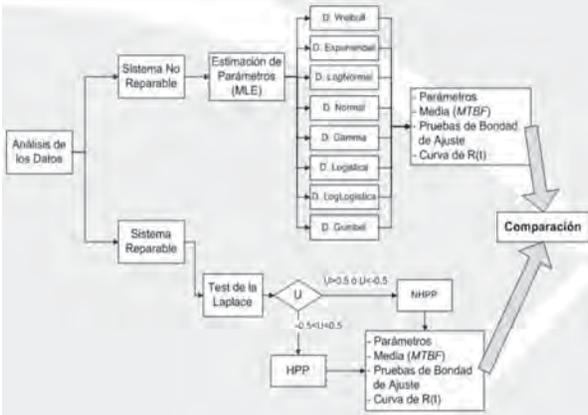 Análisis de
los Datos
Sistema No
Reparable
Estimación de
Parámetros
(MLE)
D. Weibull
D. Exponencial
D. LogNormal
D. Normal
D. Gamma
D. Logistica
D. LogLogistica
D. Gumbel
- Parámetros
- Media (MTBF)
- Pruebas de Bondad
de Ajuste
- Curva de R(t)
Comparación
Sistema
Reparable
Test de la
Laplace
U
U>0.5 ó U<-0.5
NHPP
-0.5<U<0.5
HPP
- Parámetros
- Media (MTBF)
- Pruebas de Bondad
de Ajuste
- Curva de R(t)